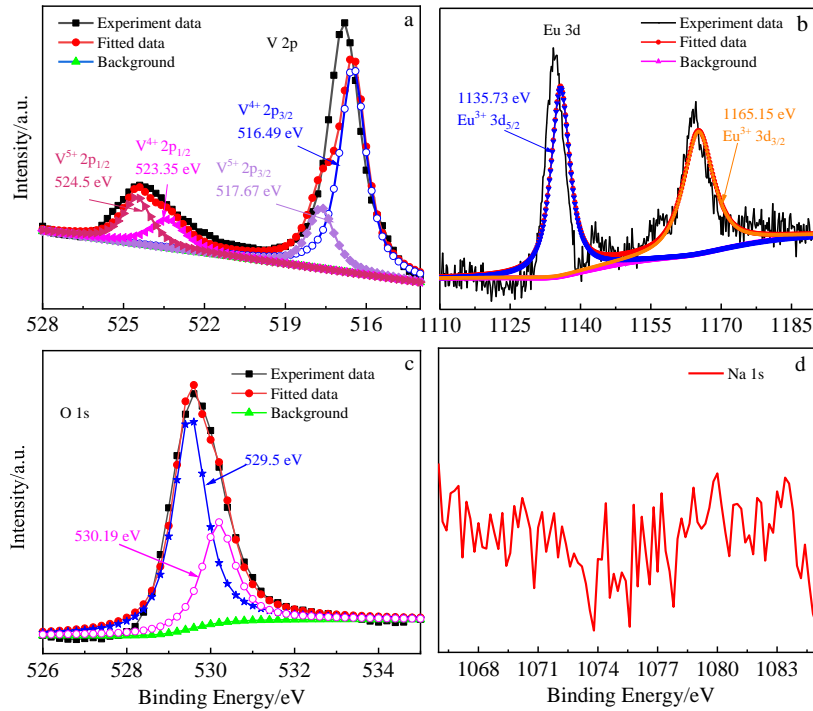 Experiment data
Fitted data
Background
V 2p
a
V⁴⁺ 2p₃/₂
516.49 eV
V⁵⁺ 2p₁/₂
524.5 eV
V⁴⁺ 2p₁/₂
523.35 eV
V⁵⁺ 2p₃/₂
517.67 eV
Intensity/a.u.
528 525 522 519 516
Eu 3d
Experiment data
Fitted data
Background
b
1135.73 eV
Eu³⁺ 3d₅/₂
1165.15 eV
Eu³⁺ 3d₃/₂
1110 1125 1140 1155 1170 1185
Experiment data
Fitted data
Background
c
O 1s
529.5 eV
530.19 eV
Intensity/a.u.
526 528 530 532 534
Binding Energy/eV
Na 1s
d
1068 1071 1074 1077 1080 1083
Binding Energy/eV